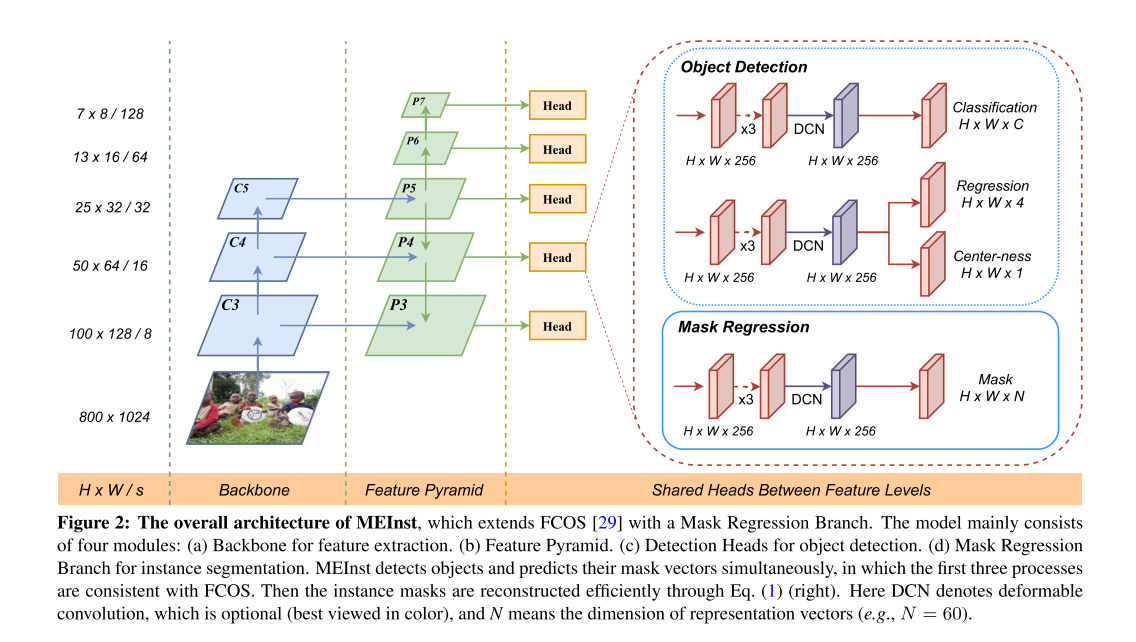 7 x 8 / 128
13 x 16 / 64
25 x 32 / 32
50 x 64 / 16
100 x 128 / 8
800 x 1024
C5
C4
C3
P7
P6
P5
P4
P3
Head
Head
Head
Head
Head
Object Detection
x3
DCN
H x W x 256
H x W x 256
Classification
H x W x C
x3
DCN
H x W x 256
H x W x 256
Regression
H x W x 4
Center-ness
H x W x 1
Mask Regression
x3
DCN
H x W x 256
H x W x 256
Mask
H x W x N
H x W / s
Backbone
Feature Pyramid
Shared Heads Between Feature Levels
Figure 2: The overall architecture of MEInst, which extends FCOS [29] with a Mask Regression Branch. The model mainly consists
of four modules: (a) Backbone for feature extraction. (b) Feature Pyramid. (c) Detection Heads for object detection. (d) Mask Regression
Branch for instance segmentation. MEInst detects objects and predicts their mask vectors simultaneously, in which the first three processes
are consistent with FCOS. Then the instance masks are reconstructed efficiently through Eq. (1) (right). Here DCN denotes deformable
convolution, which is optional (best viewed in color), and N means the dimension of representation vectors (e.g., N = 60).